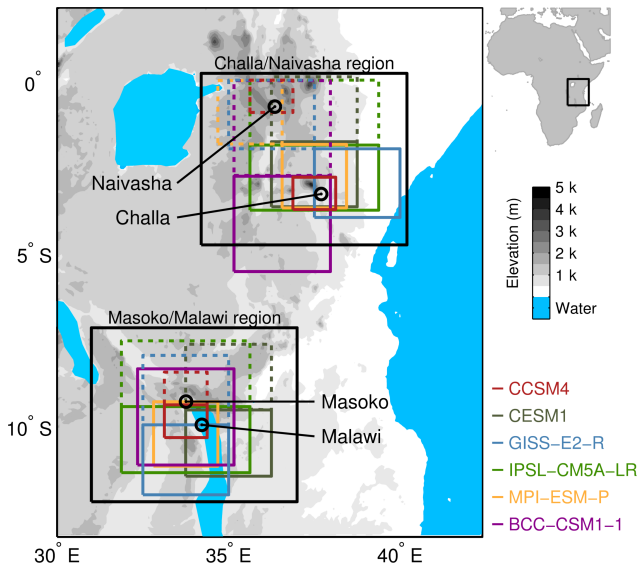 Challa/Naivasha region
0°
Naivasha
Challa
5° S
Masoko/Malawi region
Masoko
Malawi
10° S
30° E
35° E
40° E
Elevation (m)
5 k
4 k
3 k
2 k
1 k
Water
CCSM4
CESM1
GISS−E2−R
IPSL−CM5A−LR
MPI−ESM−P
BCC−CSM1−1